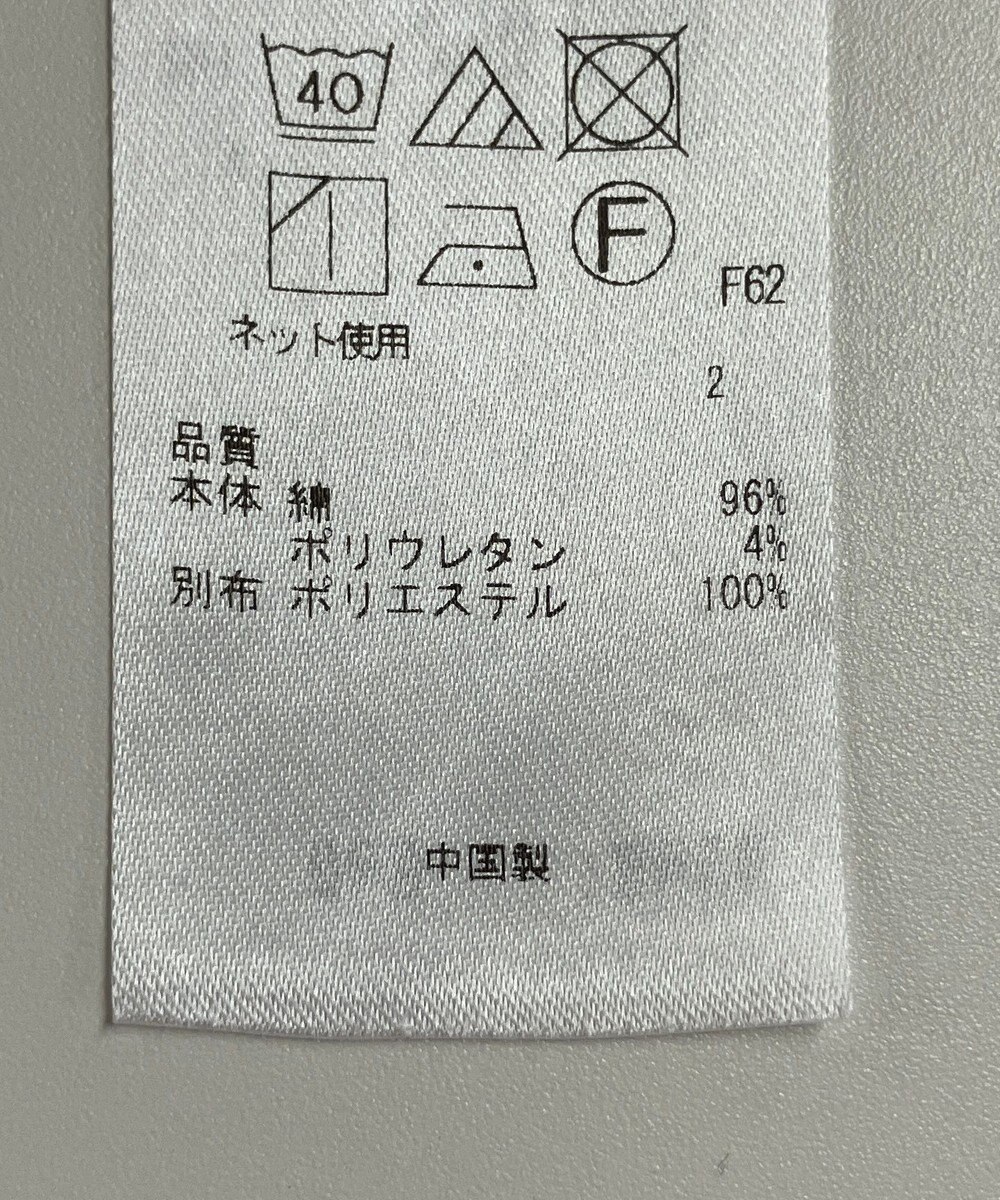 40
F
F62
ネット使用
2
品質
本体 綿 96%
ポリウレタン 4%
別布 ポリエステル 100%
中国製